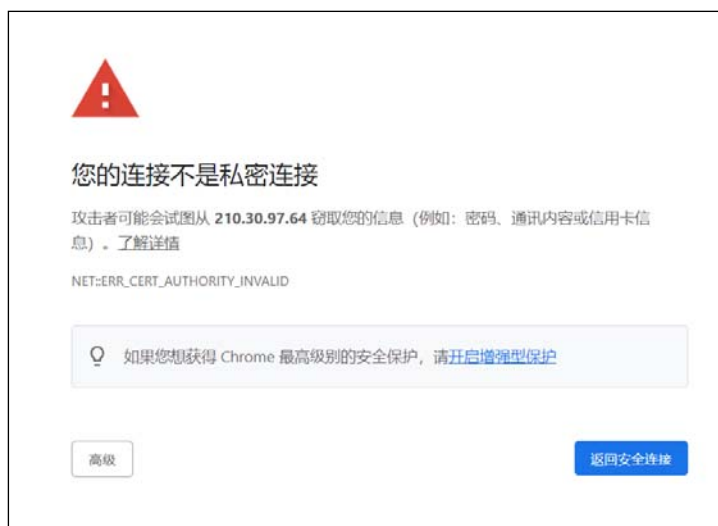 您的连接不是私密连接
攻击者可能会试图从 210.30.97.64 窃取您的信息（例如：密码、通讯内容或信用卡信
息）。了解详情
NET::ERR_CERT_AUTHORITY_INVALID
如果您想获得 Chrome 最高级别的安全保护，请开启增强型保护
高级
返回安全连接